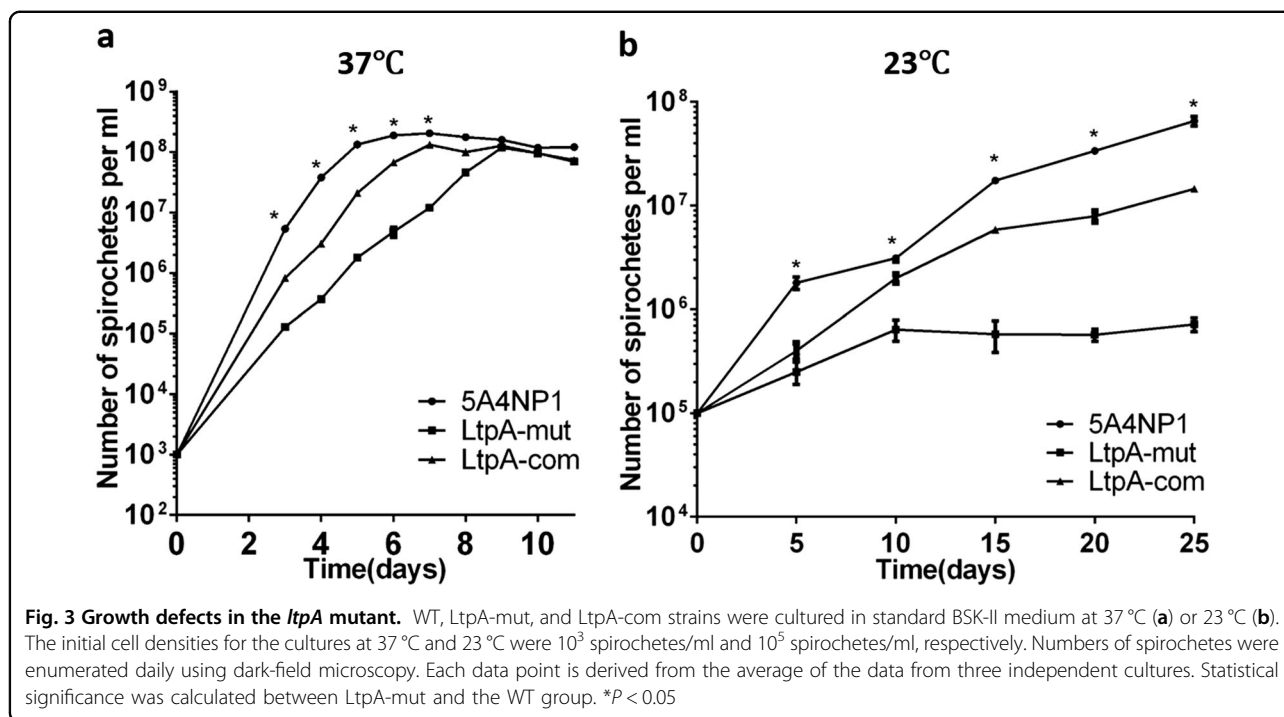 a
37℃
Number of spirochetes per ml
10⁹
10⁸
10⁷
10⁶
10⁵
10⁴
10³
10²
* * * * *
5A4NP1
LtpA-mut
LtpA-com
0 2 4 6 8 10
Time(days)
b
23℃
Number of spirochetes per ml
10⁸
10⁷
10⁶
10⁵
10⁴
* * * * *
5A4NP1
LtpA-mut
LtpA-com
0 5 10 15 20 25
Time(days)
Fig. 3 Growth defects in the ltpA mutant. WT, LtpA-mut, and LtpA-com strains were cultured in standard BSK-II medium at 37 °C (a) or 23 °C (b).
The initial cell densities for the cultures at 37 °C and 23 °C were 10³ spirochetes/ml and 10⁵ spirochetes/ml, respectively. Numbers of spirochetes were
enumerated daily using dark-field microscopy. Each data point is derived from the average of the data from three independent cultures. Statistical
significance was calculated between LtpA-mut and the WT group. *P < 0.05